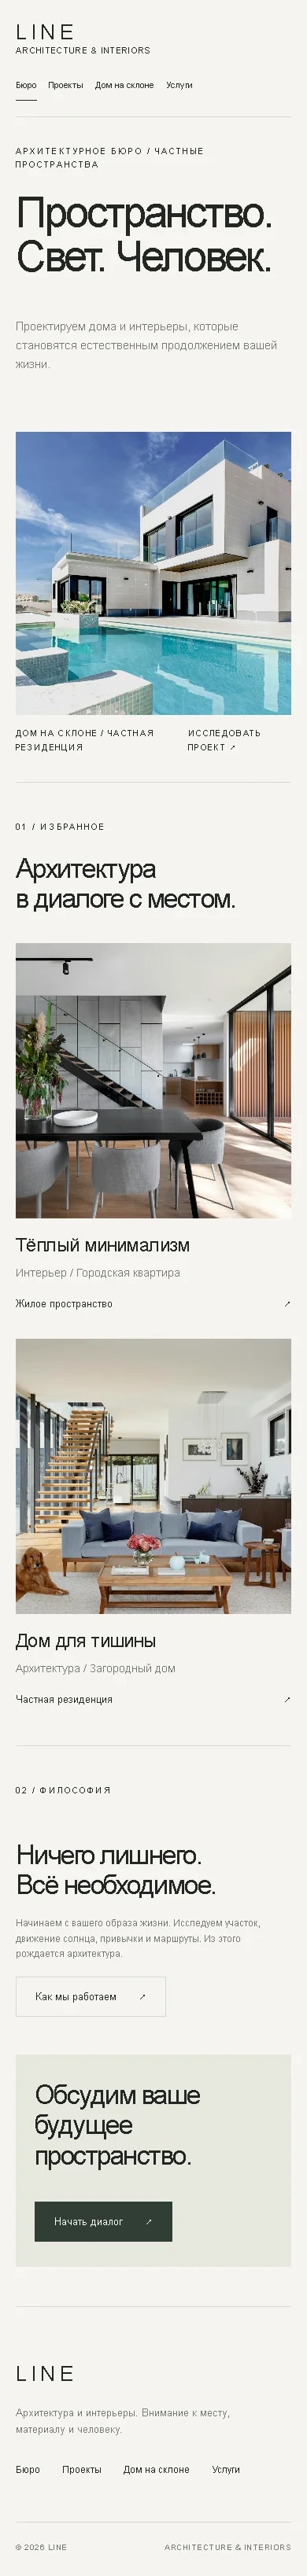 LINE
ARCHITECTURE & INTERIORS
Бюро Проекты Дом на склоне Услуги
АРХИТЕКТУРНОЕ БЮРО / ЧАСТНЫЕ
ПРОСТРАНСТВА
Пространство.
Свет. Человек.
Проектируем дома и интерьеры, которые
становятся естественным продолжением вашей
жизни.
ДОМ НА СКЛОНЕ / ЧАСТНАЯ
РЕЗИДЕНЦИЯ
ИССЛЕДОВАТЬ
ПРОЕКТ ↗
01 / ИЗБРАННОЕ
Архитектура
в диалоге с местом.
Тёплый минимализм
Интерьер / Городская квартира
Жилое пространство ↗
Дом для тишины
Архитектура / Загородный дом
Частная резиденция ↗
02 / ФИЛОСОФИЯ
Ничего лишнего.
Всё необходимое.
Начинаем с вашего образа жизни. Исследуем участок,
движение солнца, привычки и маршруты. Из этого
рождается архитектура.
Как мы работаем ↗
Обсудим ваше
будущее
пространство.
Начать диалог ↗
LINE
Архитектура и интерьеры. Внимание к месту,
материалу и человеку.
Бюро Проекты Дом на склоне Услуги
© 2026 LINE ARCHITECTURE & INTERIORS